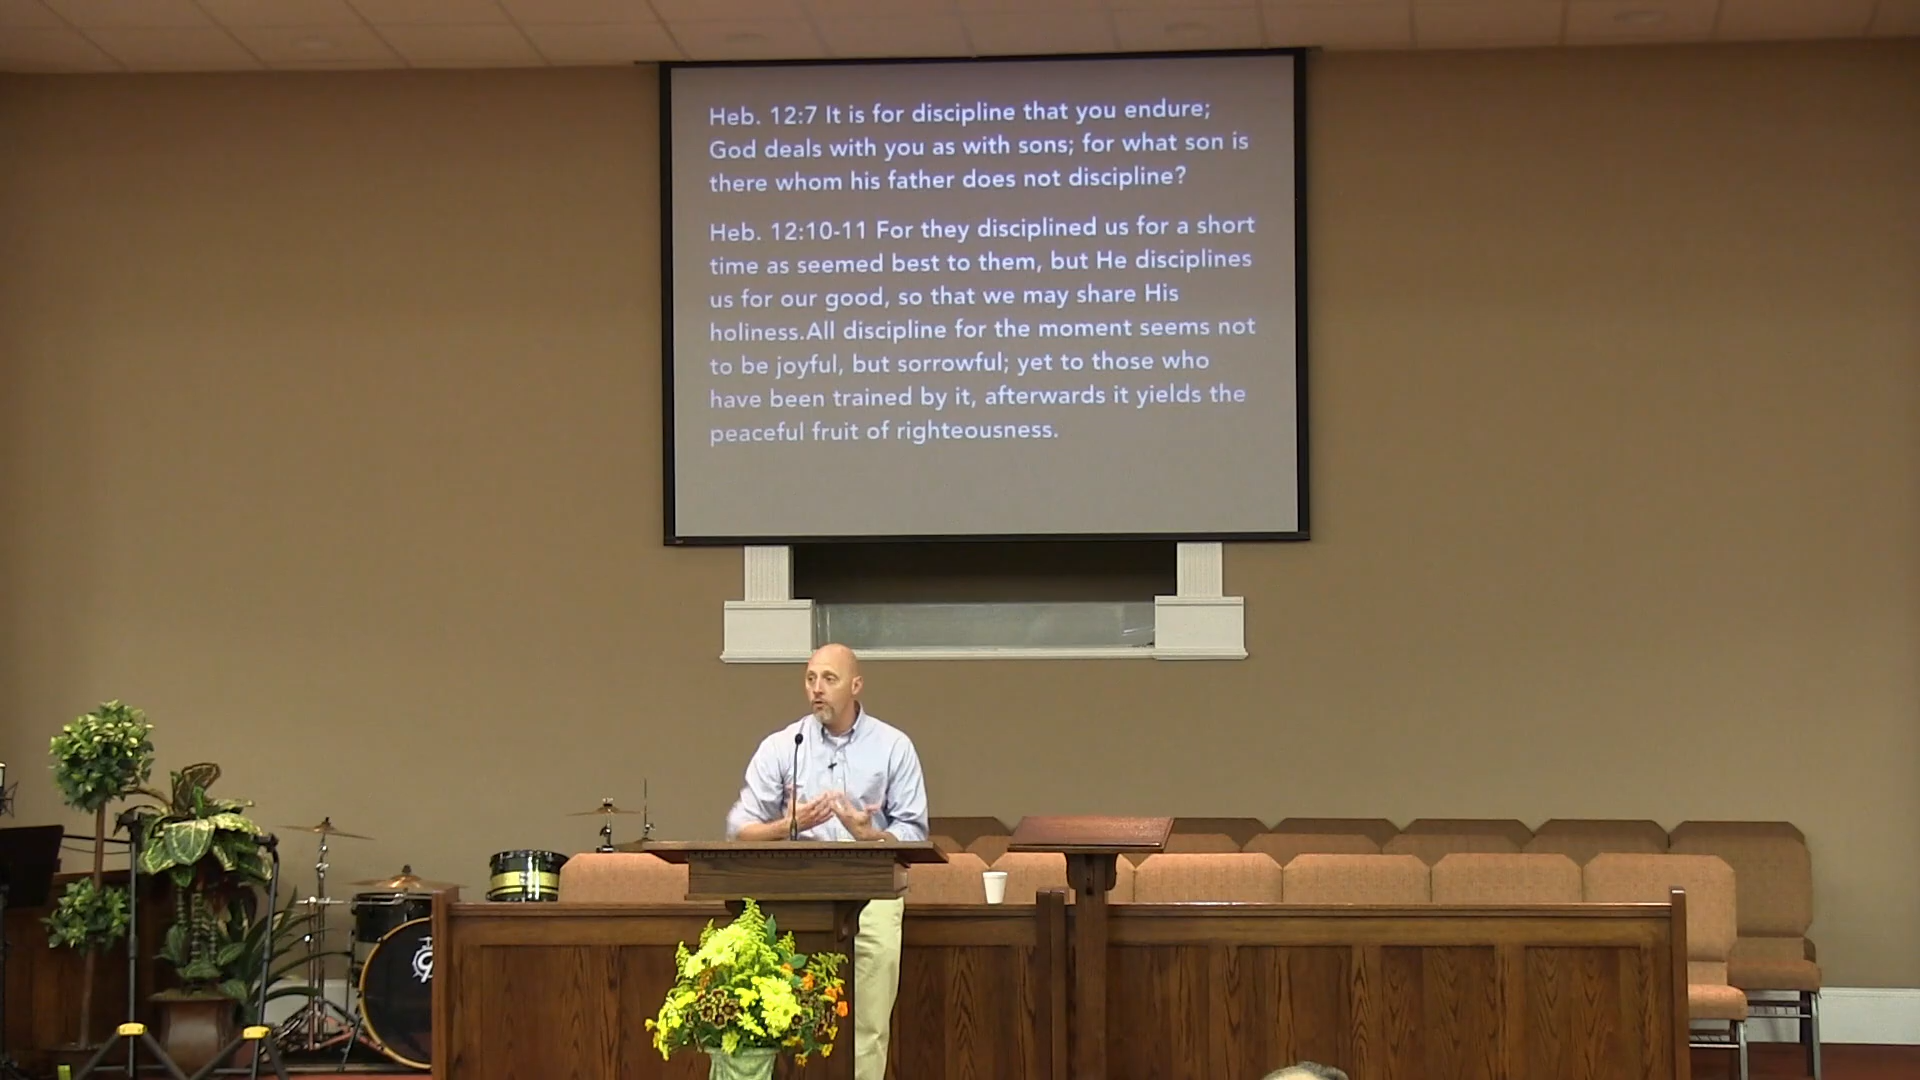 Heb. 12:7 It is for discipline that you endure;
God deals with you as with sons; for what son is
there whom his father does not discipline?
Heb. 12:10-11 For they disciplined us for a short
time as seemed best to them, but He disciplines
us for our good, so that we may share His
holiness.All discipline for the moment seems not
to be joyful, but sorrowful; yet to those who
have been trained by it, afterwards it yields the
peaceful fruit of righteousness.